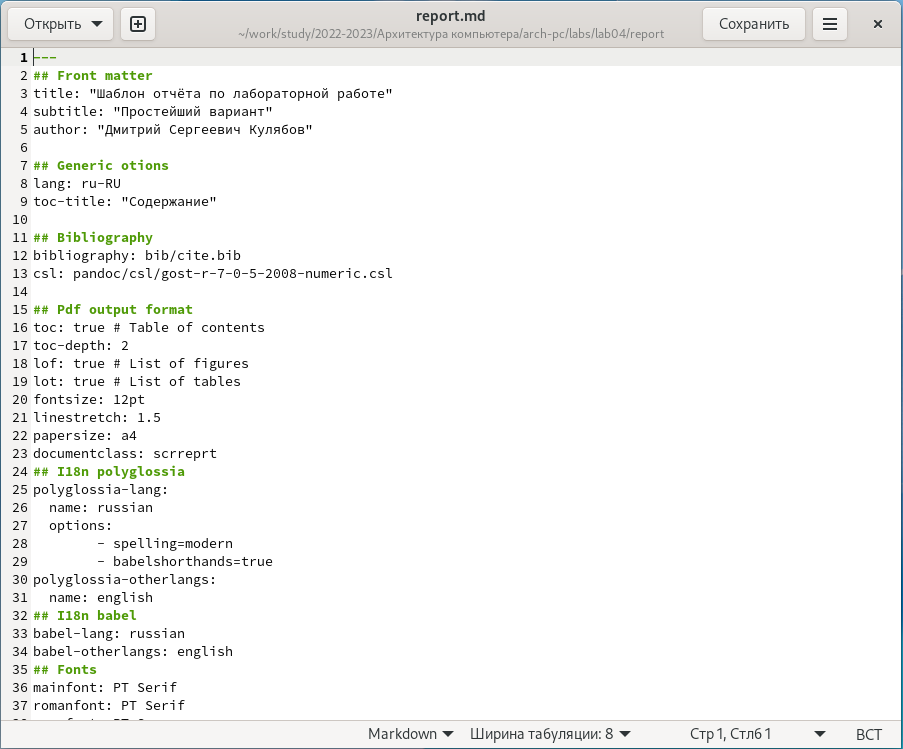 Открыть
report.md
~/work/study/2022-2023/Архитектура компьютера/arch-pc/labs/lab04/report
Сохранить
1 ---
2 ## Front matter
3 title: "Шаблон отчёта по лабораторной работе"
4 subtitle: "Простейший вариант"
5 author: "Дмитрий Сергеевич Кулябов"
6
7 ## Generic otions
8 lang: ru-RU
9 toc-title: "Содержание"
10
11 ## Bibliography
12 bibliography: bib/cite.bib
13 csl: pandoc/csl/gost-r-7-0-5-2008-numeric.csl
14
15 ## Pdf output format
16 toc: true # Table of contents
17 toc-depth: 2
18 lof: true # List of figures
19 lot: true # List of tables
20 fontsize: 12pt
21 linestretch: 1.5
22 papersize: a4
23 documentclass: scrreprt
24 ## I18n polyglossia
25 polyglossia-lang:
26   name: russian
27   options:
28         - spelling=modern
29         - babelshorthands=true
30 polyglossia-otherlangs:
31   name: english
32 ## I18n babel
33 babel-lang: russian
34 babel-otherlangs: english
35 ## Fonts
36 mainfont: PT Serif
37 romanfont: PT Serif
Markdown Ширина табуляции: 8 Стр 1, Стлб 1 ВСТ